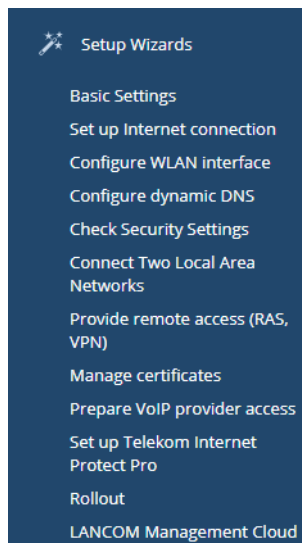 Setup Wizards
Basic Settings
Set up Internet connection
Configure WLAN interface
Configure dynamic DNS
Check Security Settings
Connect Two Local Area
Networks
Provide remote access (RAS,
VPN)
Manage certificates
Prepare VoIP provider access
Set up Telekom Internet
Protect Pro
Rollout
LANCOM Management Cloud